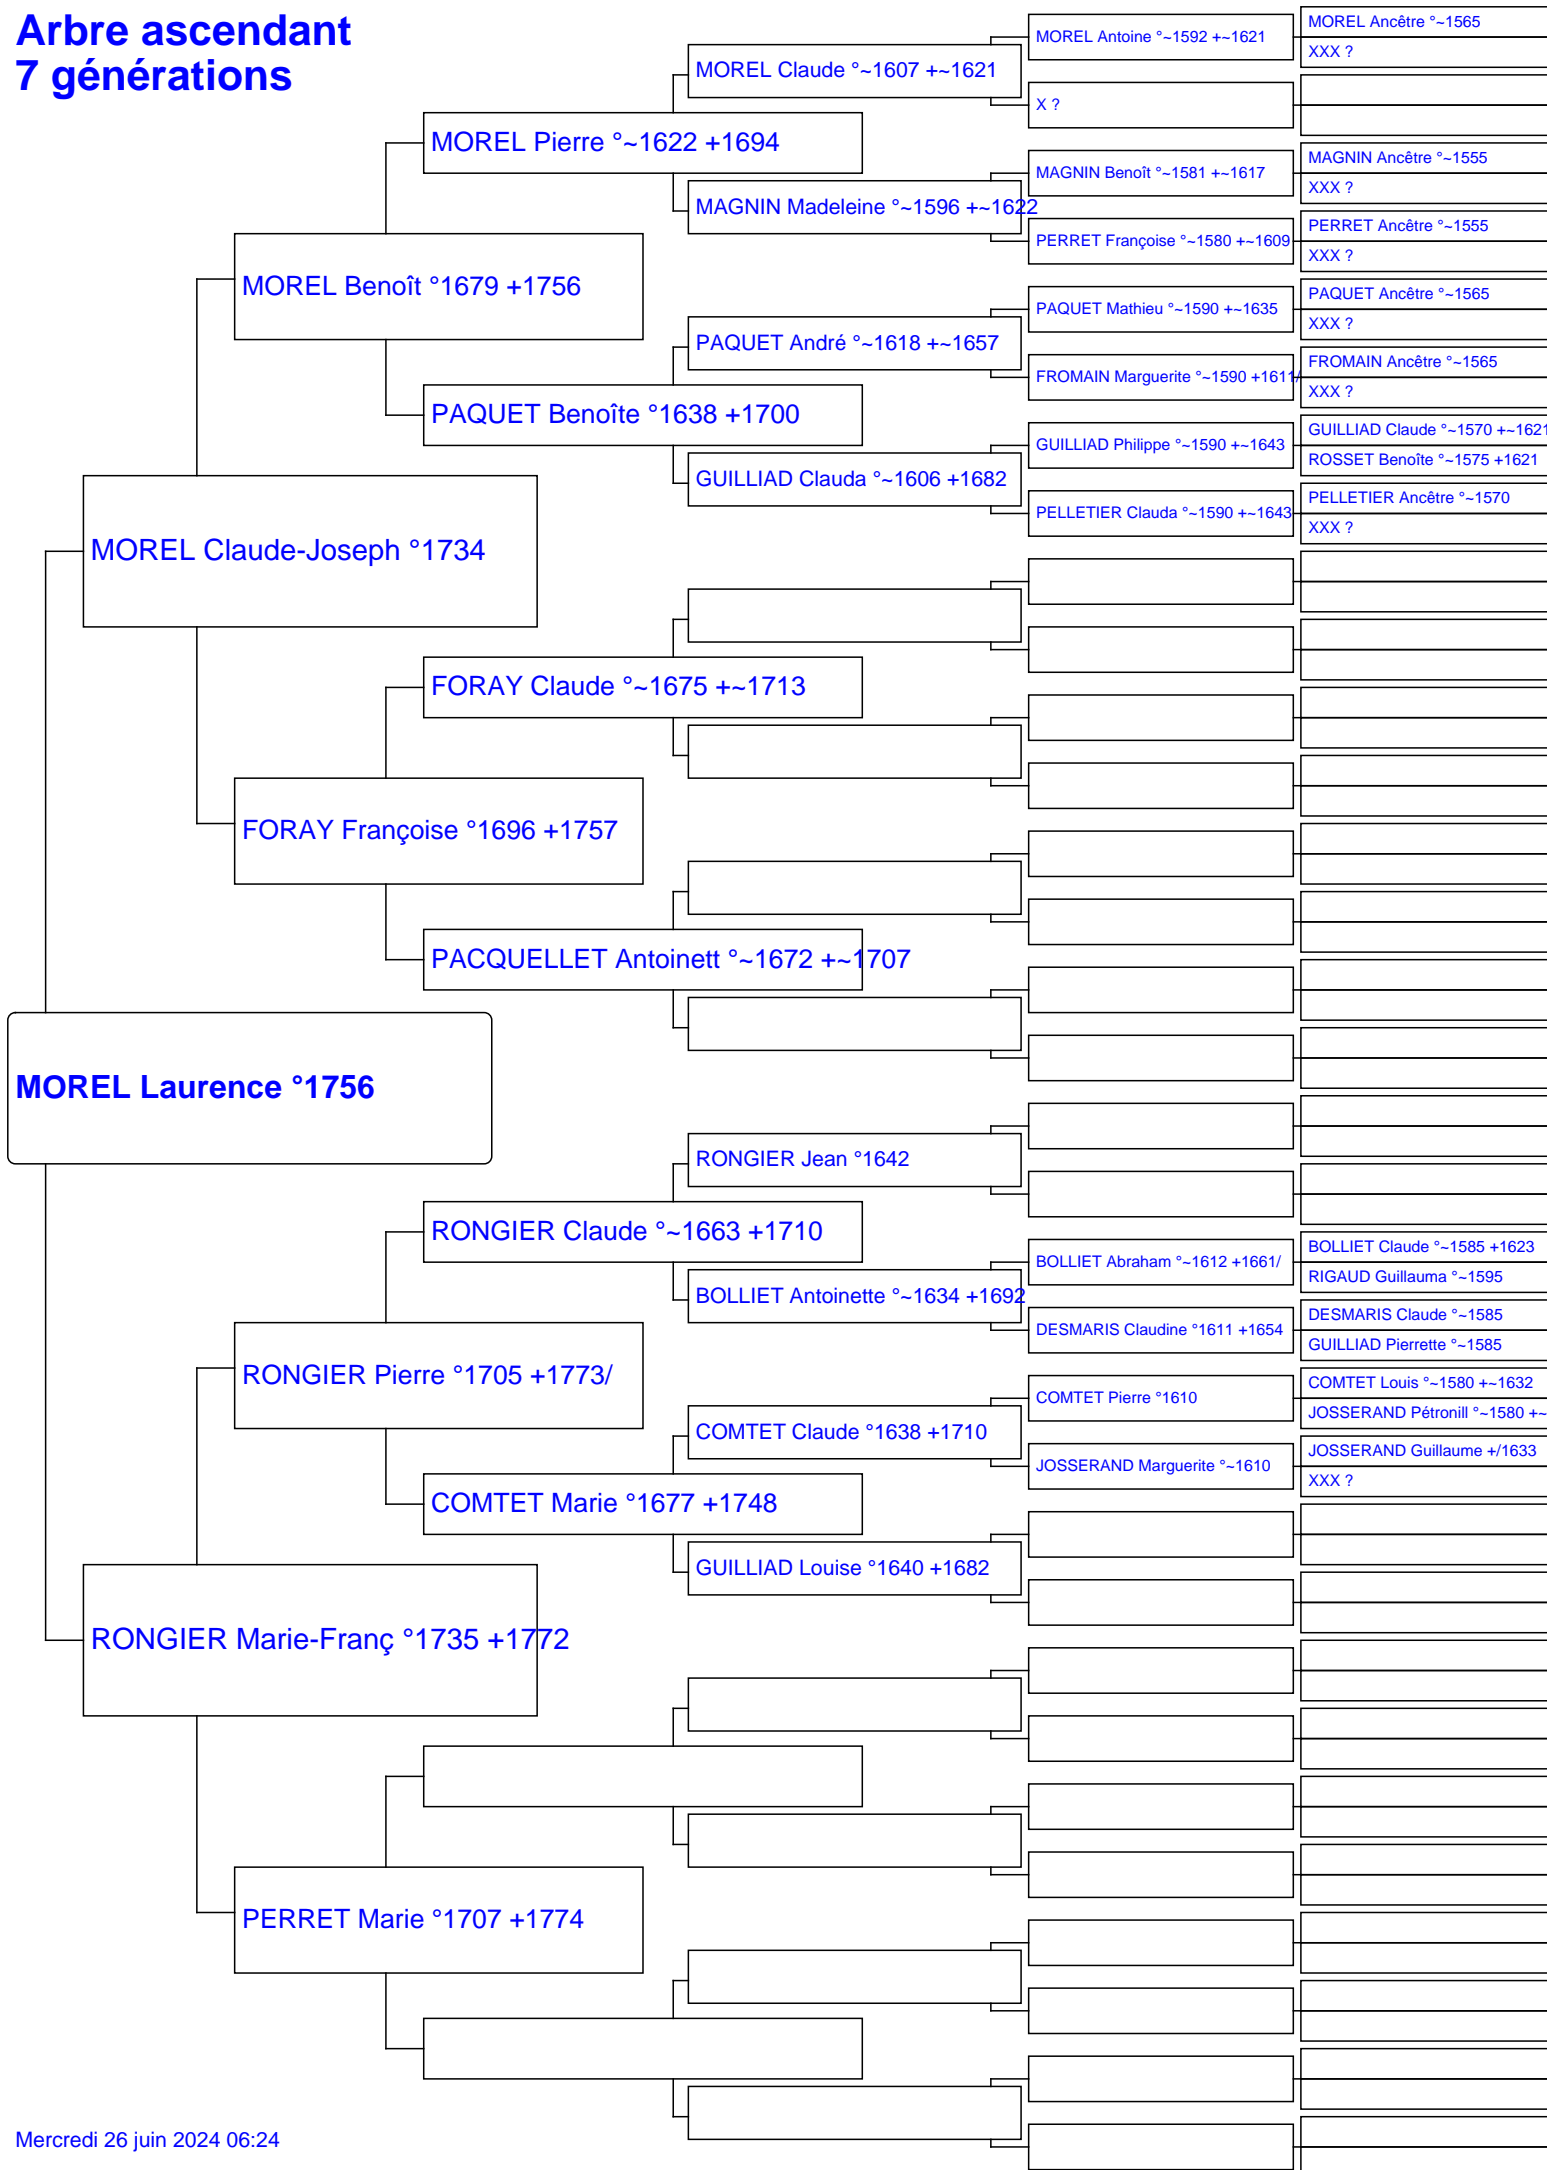 Arbre ascendant
7 générations
MOREL Laurence °1756
MOREL Claude-Joseph °1734
RONGIER Marie-Franç °1735 +1772
MOREL Benoît °1679 +1756
FORAY Françoise °1696 +1757
RONGIER Pierre °1705 +1773/
PERRET Marie °1707 +1774
MOREL Pierre °~1622 +1694
PAQUET Benoîte °1638 +1700
FORAY Claude °~1675 +~1713
PACQUELLET Antoinett °~1672 +~1707
RONGIER Claude °~1663 +1710
COMTET Marie °1677 +1748
MOREL Claude °~1607 +~1621
MAGNIN Madeleine °~1596 +~1622
PAQUET André °~1618 +~1657
GUILLIAD Clauda °~1606 +1682
RONGIER Jean °1642
BOLLIET Antoinette °~1634 +1692
COMTET Claude °1638 +1710
GUILLIAD Louise °1640 +1682
MOREL Antoine °~1592 +~1621
X ?
MAGNIN Benoît °~1581 +~1617
PERRET Françoise °~1580 +~1609
PAQUET Mathieu °~1590 +~1635
FROMAIN Marguerite °~1590 +1611/
GUILLIAD Philippe °~1590 +~1643
PELLETIER Clauda °~1590 +~1643
BOLLIET Abraham °~1612 +1661/
DESMARIS Claudine °1611 +1654
COMTET Pierre °1610
JOSSERAND Marguerite °~1610
MOREL Ancêtre °~1565
XXX ?
MAGNIN Ancêtre °~1555
XXX ?
PERRET Ancêtre °~1555
XXX ?
PAQUET Ancêtre °~1565
XXX ?
FROMAIN Ancêtre °~1565
XXX ?
GUILLIAD Claude °~1570 +~1621
ROSSET Benoîte °~1575 +1621
PELLETIER Ancêtre °~1570
XXX ?
BOLLIET Claude °~1585 +1623
RIGAUD Guillauma °~1595
DESMARIS Claude °~1585
GUILLIAD Pierrette °~1585
COMTET Louis °~1580 +~1632
JOSSERAND Pétronill °~1580 +~
JOSSERAND Guillaume +/1633
XXX ?
Mercredi 26 juin 2024 06:24